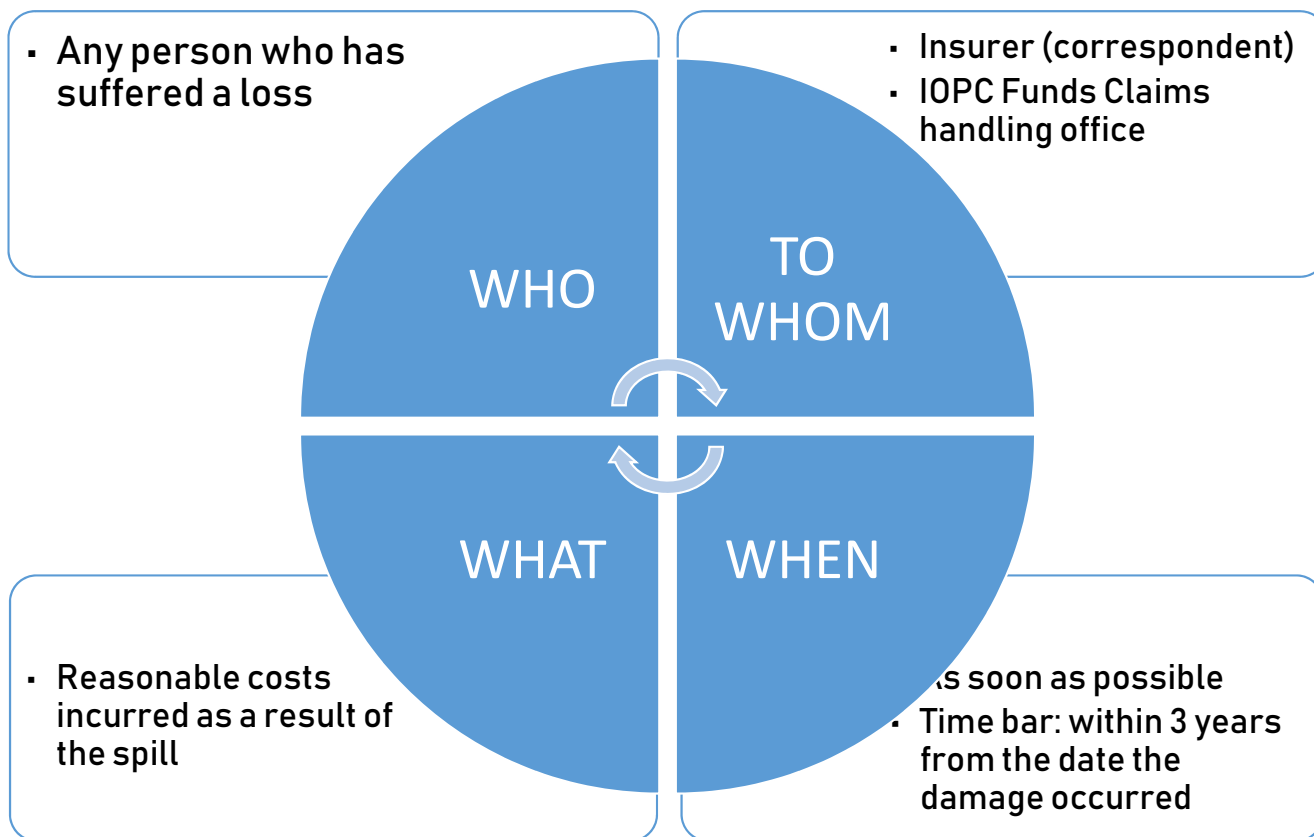 ▪ Any person who has
suffered a loss
▪ Insurer (correspondent)
▪ IOPC Funds Claims
handling office
WHO
TO
WHOM
WHAT
WHEN
▪ Reasonable costs
incurred as a result of
the spill
As soon as possible
▪ Time bar: within 3 years
from the date the
damage occurred